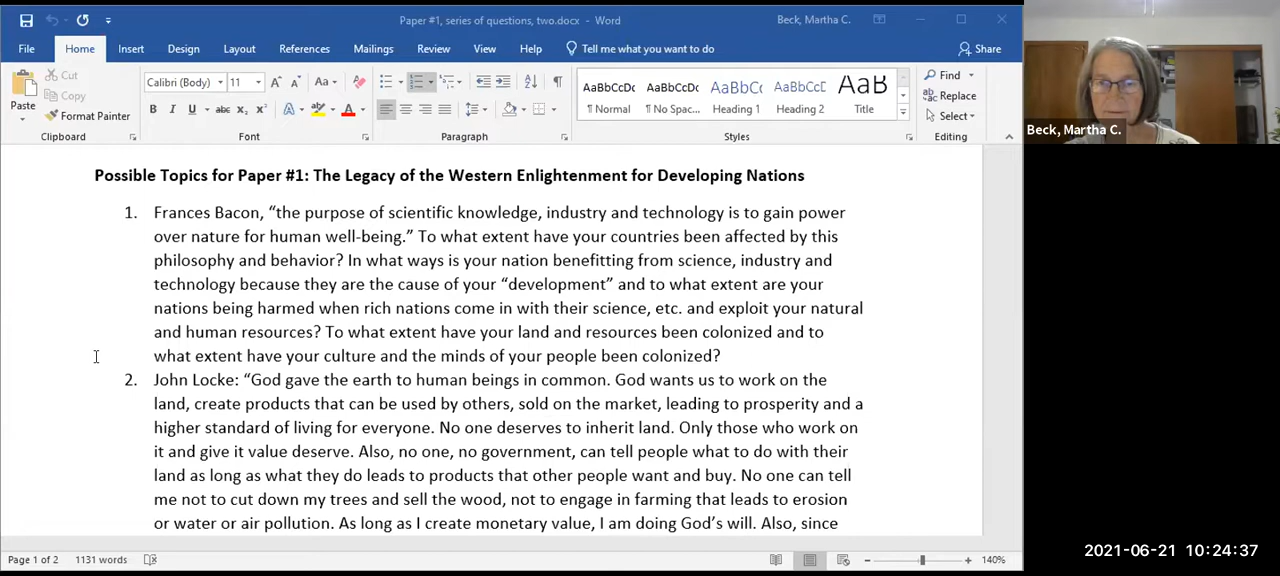 Paper #1, series of questions, two.docx - Word
Beck, Martha C.
File Home Insert Design Layout References Mailings Review View Help Tell me what you want to do Share
Paste
Cut
Copy
Format Painter
Clipboard
Calibri (Body) 11
Font
Paragraph
AaBbCcDc AaBbCcDc AaBbCc AaBbCcD AaB
¶ Normal ¶ No Spac... Heading 1 Heading 2 Title
Styles
Find
Replace
Select
Editing
Beck, Martha C.
Possible Topics for Paper #1: The Legacy of the Western Enlightenment for Developing Nations
1. Frances Bacon, “the purpose of scientific knowledge, industry and technology is to gain power
over nature for human well-being.” To what extent have your countries been affected by this
philosophy and behavior? In what ways is your nation benefitting from science, industry and
technology because they are the cause of your “development” and to what extent are your
nations being harmed when rich nations come in with their science, etc. and exploit your natural
and human resources? To what extent have your land and resources been colonized and to
what extent have your culture and the minds of your people been colonized?
2. John Locke: “God gave the earth to human beings in common. God wants us to work on the
land, create products that can be used by others, sold on the market, leading to prosperity and a
higher standard of living for everyone. No one deserves to inherit land. Only those who work on
it and give it value deserve. Also, no one, no government, can tell people what to do with their
land as long as what they do leads to products that other people want and buy. No one can tell
me not to cut down my trees and sell the wood, not to engage in farming that leads to erosion
or water or air pollution. As long as I create monetary value, I am doing God’s will. Also, since
Page 1 of 2 1131 words
140%
2021-06-21 10:24:37